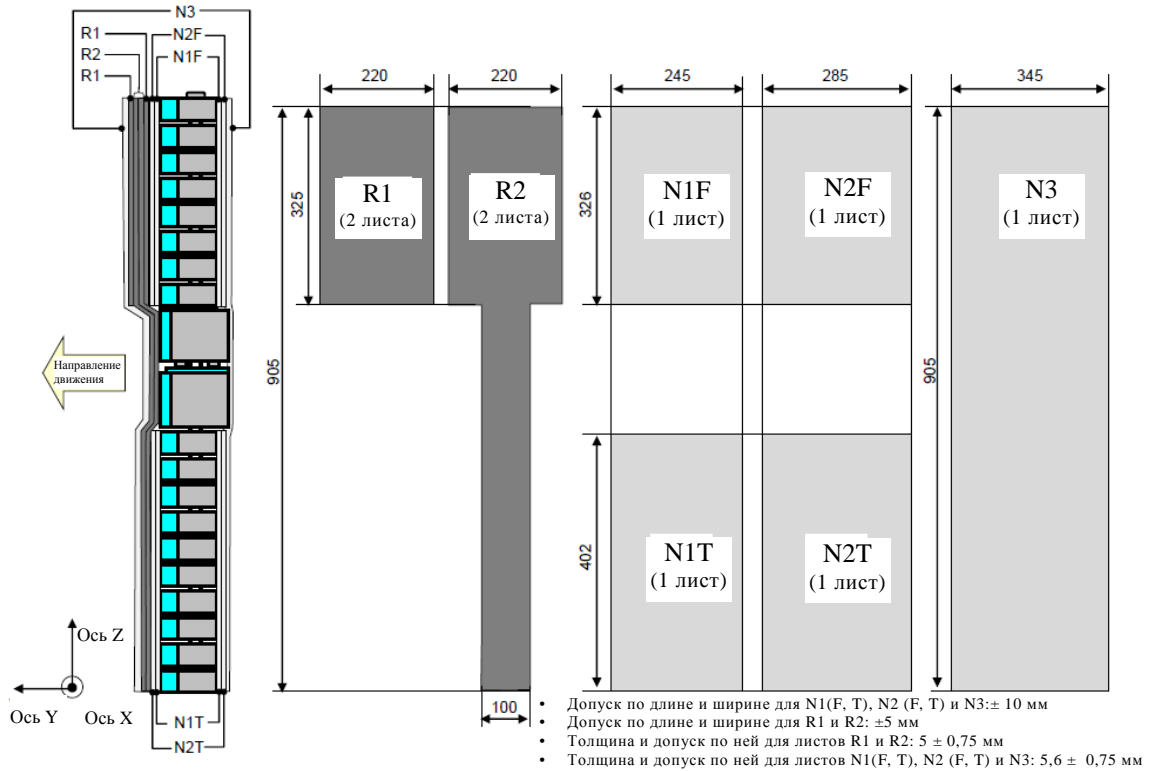 N3
R1
N2F
R2
N1F
R1
220
220
245
285
345
325
R1
(2 листа)
R2
(2 листа)
326
N1F
(1 лист)
N2F
(1 лист)
N3
(1 лист)
Направление
движения
905
905
402
N1T
(1 лист)
N2T
(1 лист)
Ось Z
Ось Y
Ось X
N1T
N2T
100
• Допуск по длине и ширине для N1(F, T), N2 (F, T) и N3:± 10 мм
• Допуск по длине и ширине для R1 и R2: ±5 мм
• Толщина и допуск по ней для листов R1 и R2: 5 ± 0,75 мм
• Толщина и допуск по ней для листов N1(F, T), N2 (F, T) и N3: 5,6 ± 0,75 мм